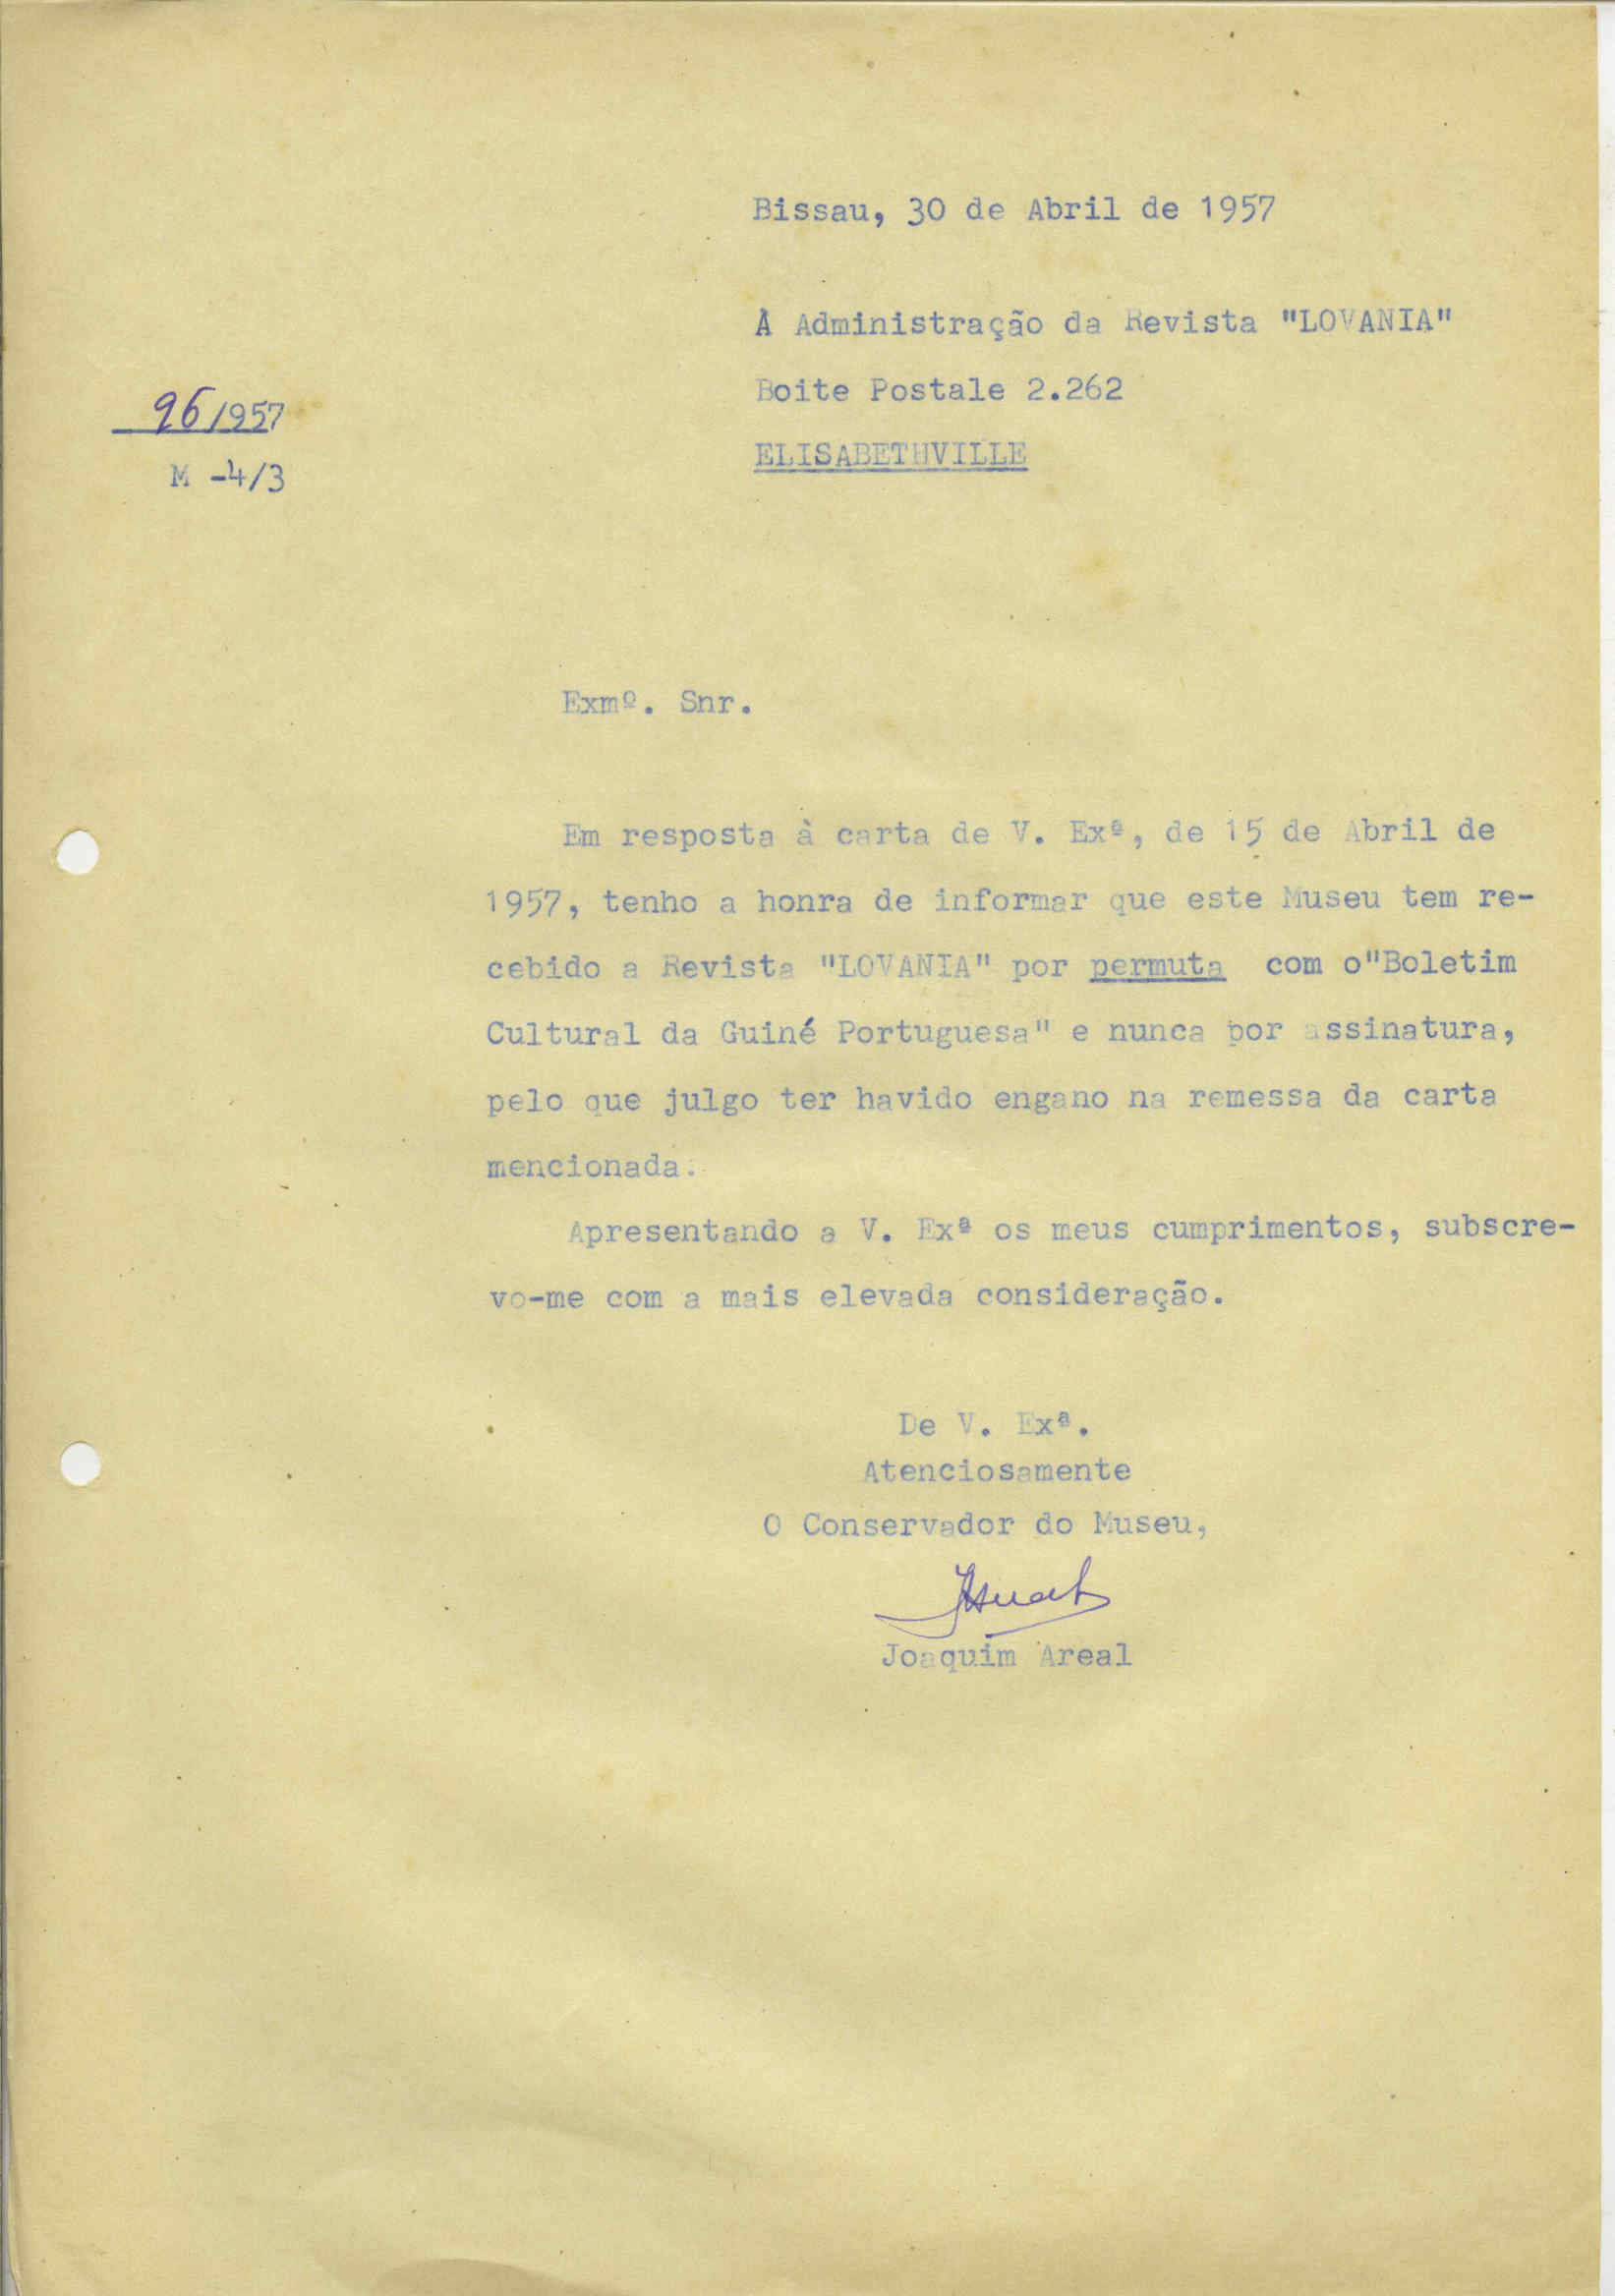 Bissau, 30 de Abril de 1957
À Administração da Revista "LOVANIA"
Boite Postale 2.262
ELISABETHVILLE
96/957
M -4/3
Exmº. Snr.
Em resposta à carta de V. Exª, de 15 de Abril de
1957, tenho a honra de informar que este Museu tem re-
cebido a Revista "LOVANIA" por permuta com o"Boletim
Cultural da Guiné Portuguesa" e nunca por assinatura,
pelo que julgo ter havido engano na remessa da carta
mencionada.
Apresentando a V. Exª os meus cumprimentos, subscre-
vo-me com a mais elevada consideração.
De V. Exª.
Atenciosamente
O Conservador do Museu,
Joaquim Areal